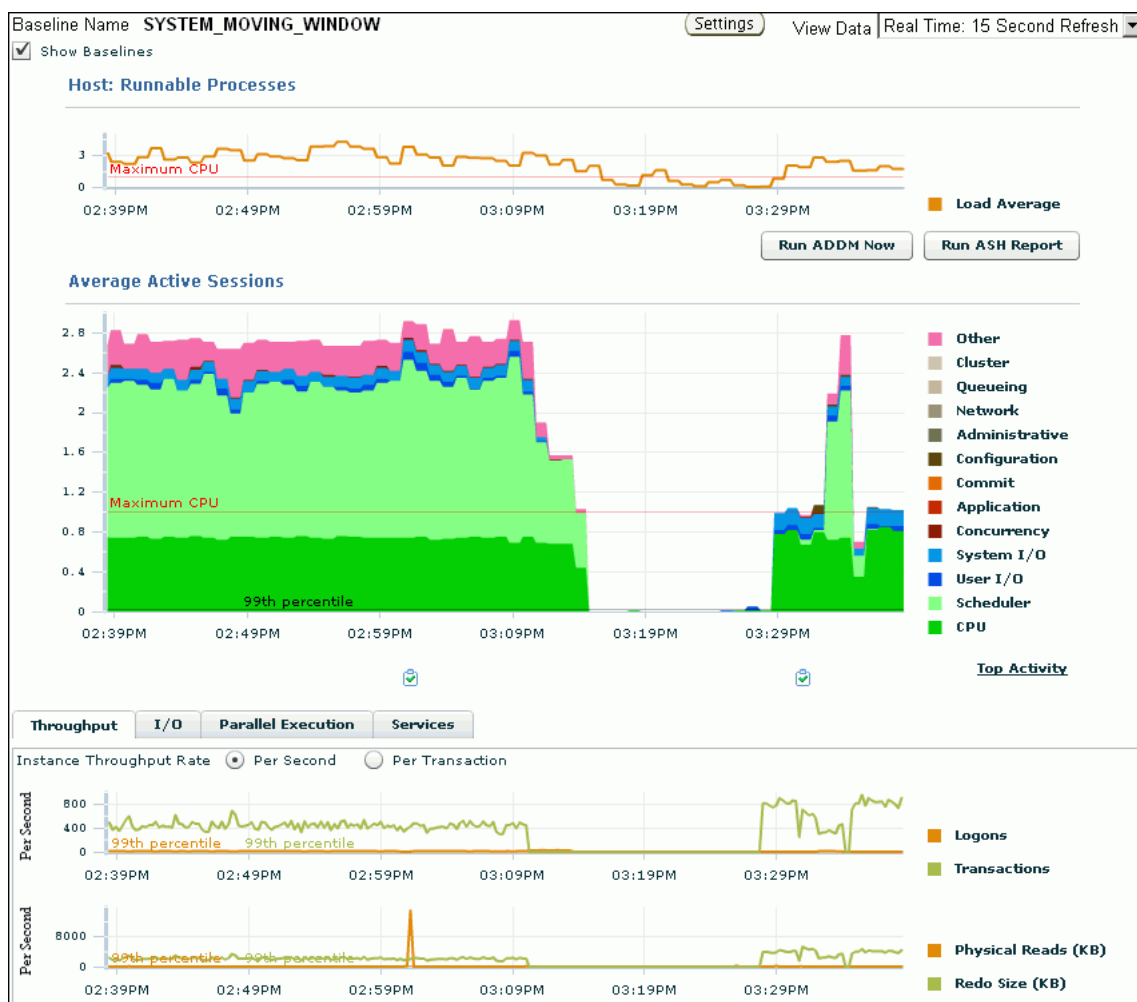 Baseline Name SYSTEM_MOVING_WINDOW Settings View Data Real Time: 15 Second Refresh
Show Baselines
Host: Runnable Processes
3
Maximum CPU
0
02:39PM 02:49PM 02:59PM 03:09PM 03:19PM 03:29PM
Load Average
Run ADDM Now Run ASH Report
Average Active Sessions
2.8
2.4
2
1.6
1.2
Maximum CPU
0.8
0.4
99th percentile
0
02:39PM 02:49PM 02:59PM 03:09PM 03:19PM 03:29PM
Other
Cluster
Queueing
Network
Administrative
Configuration
Commit
Application
Concurrency
System I/O
User I/O
Scheduler
CPU
Top Activity
Throughput I/O Parallel Execution Services
Instance Throughput Rate Per Second Per Transaction
Per Second
800
400
99th percentile 99th percentile
0
02:39PM 02:49PM 02:59PM 03:09PM 03:19PM 03:29PM
Logons
Transactions
Per Second
8000
99th percentile 99th percentile
0
02:39PM 02:49PM 02:59PM 03:09PM 03:19PM 03:29PM
Physical Reads (KB)
Redo Size (KB)